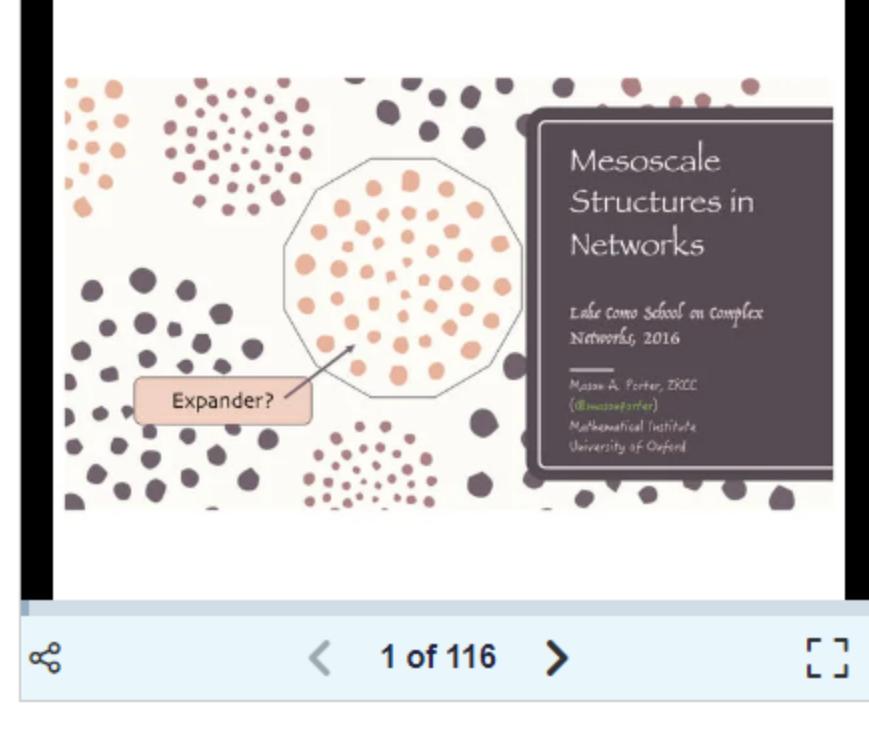 Mesoscale
Structures in
Networks
Lake Como School on Complex
Networks, 2016
Mason A. Porter, ZRCC
(@masonporter)
Mathematical Institute
University of Oxford
Expander?
1 of 116